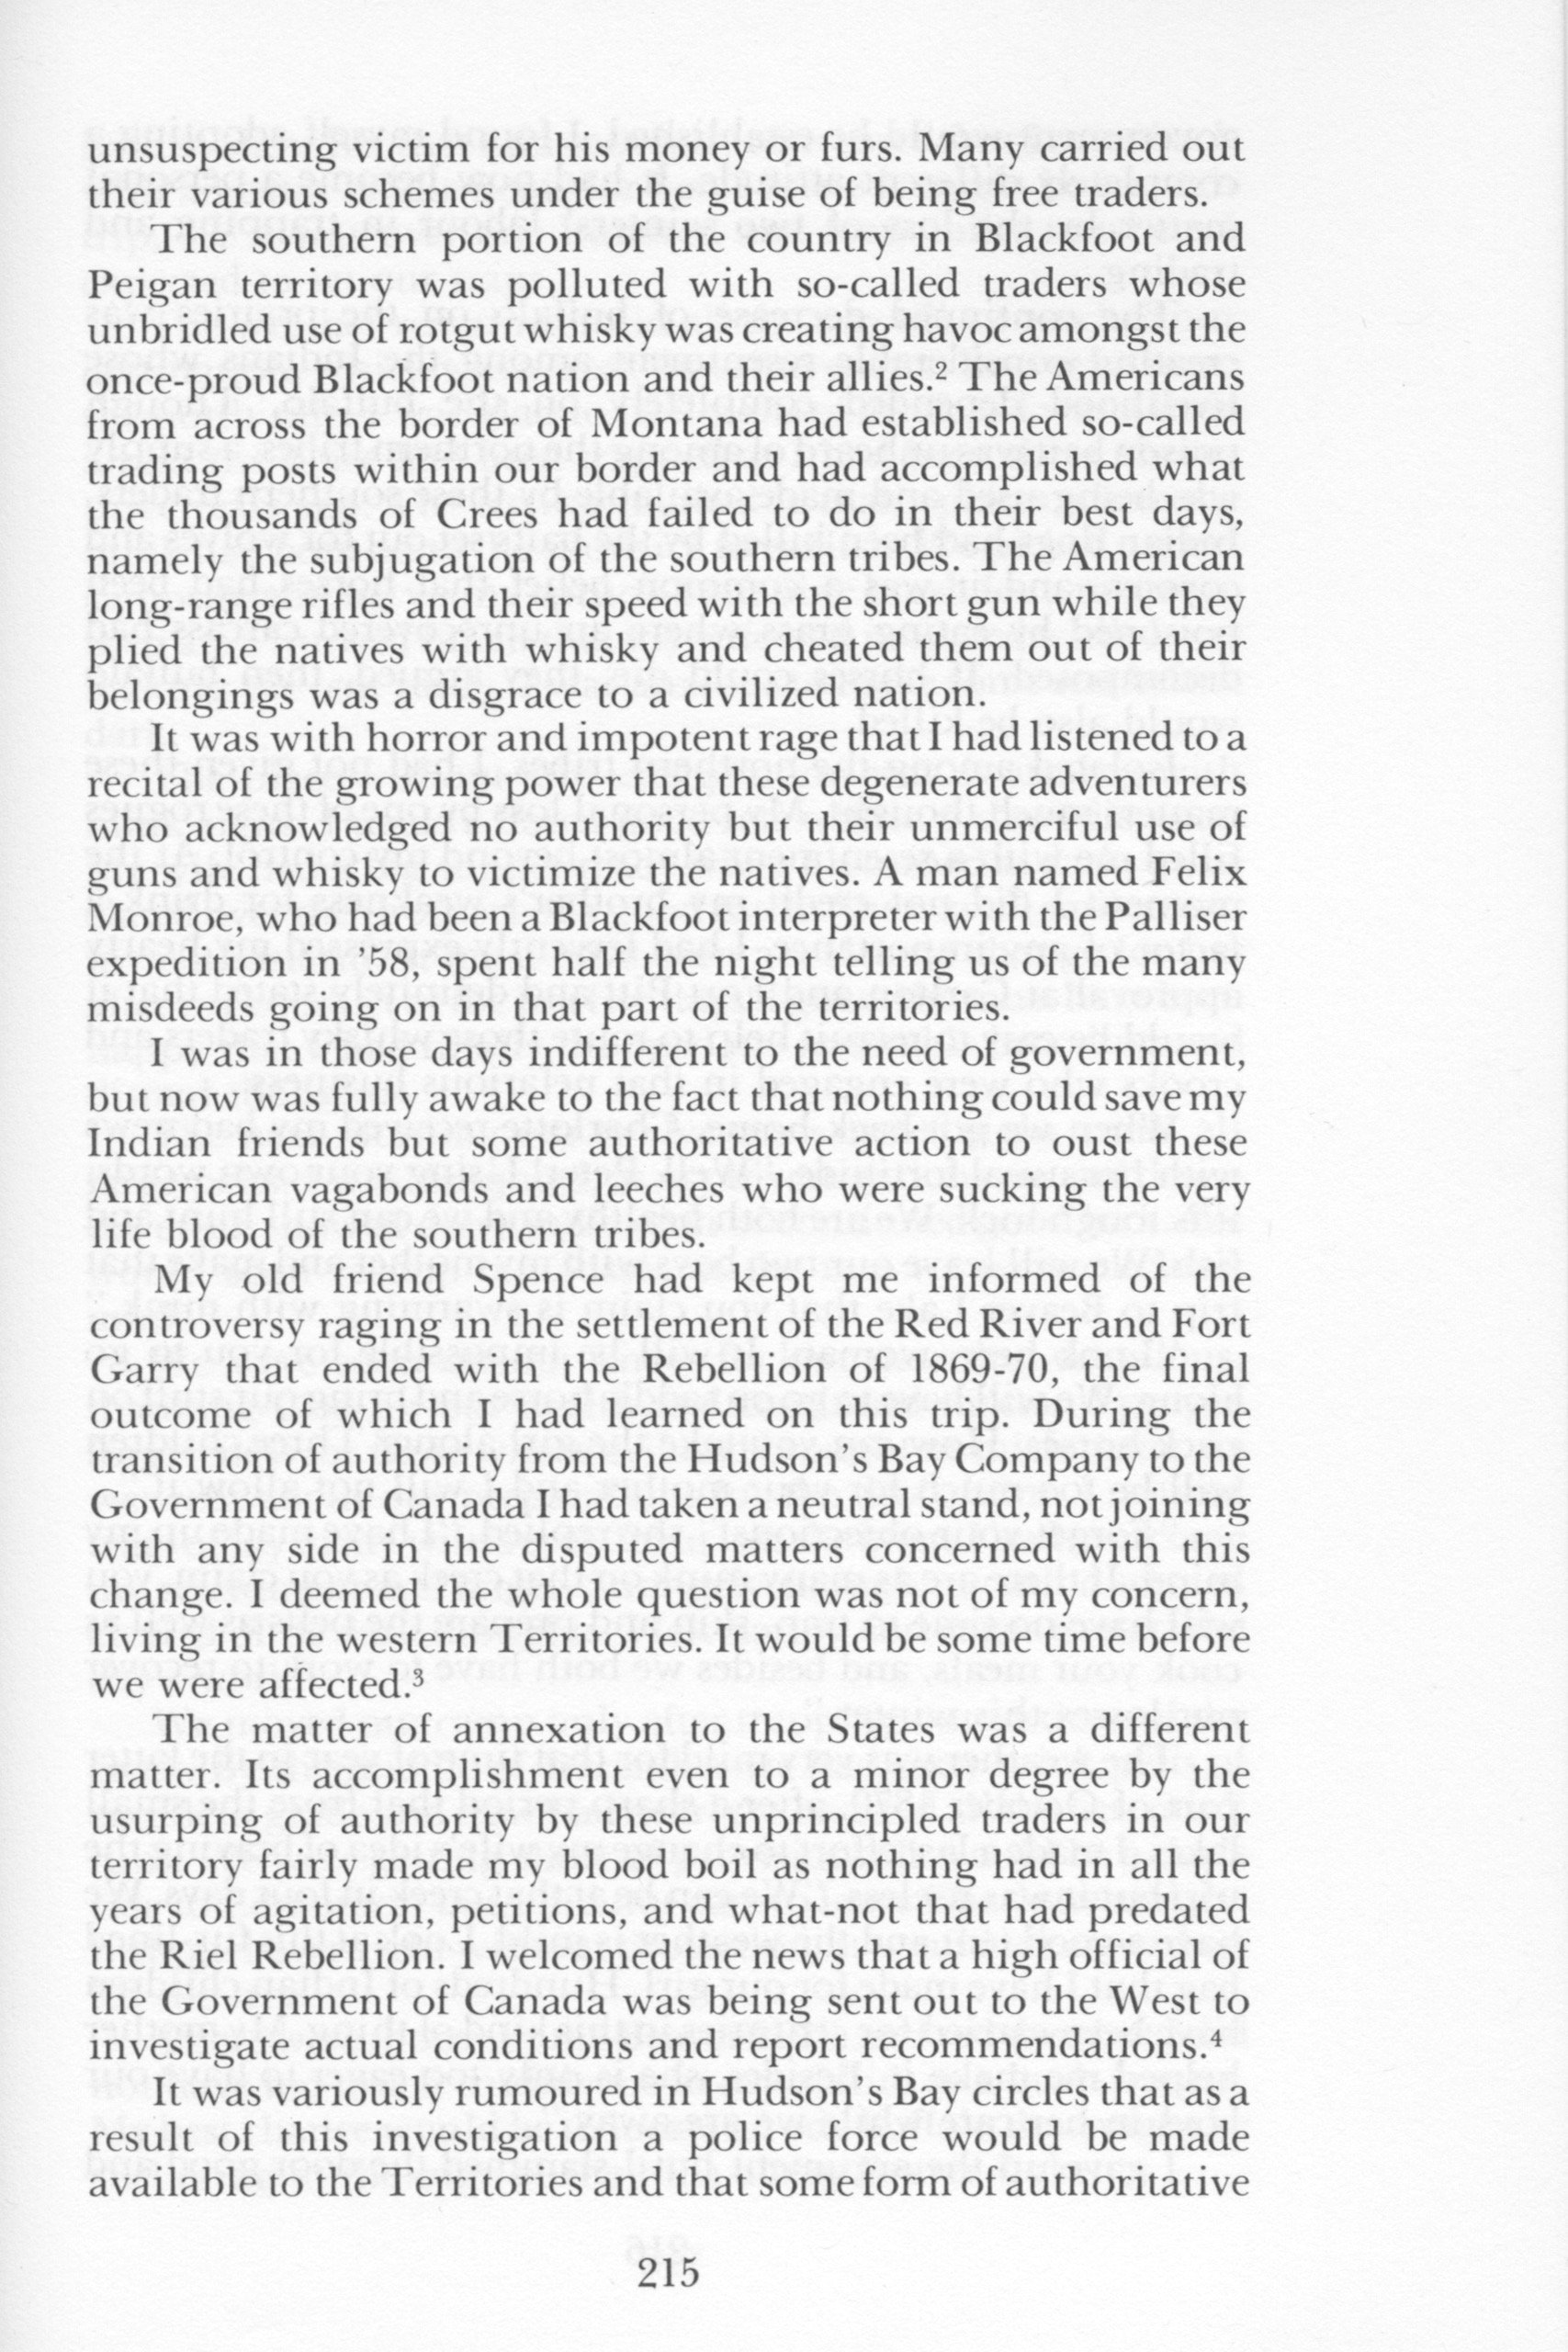 unsuspecting victim for his money or furs. Many carried out
their various schemes under the guise of being free traders.
The southern portion of the country in Blackfoot and
Peigan territory was polluted with so-called traders whose
unbridled use of rotgut whisky was creating havoc amongst the
once-proud Blackfoot nation and their allies.² The Americans
from across the border of Montana had established so-called
trading posts within our border and had accomplished what
the thousands of Crees had failed to do in their best days,
namely the subjugation of the southern tribes. The American
long-range rifles and their speed with the short gun while they
plied the natives with whisky and cheated them out of their
belongings was a disgrace to a civilized nation.
It was with horror and impotent rage that I had listened to a
recital of the growing power that these degenerate adventurers
who acknowledged no authority but their unmerciful use of
guns and whisky to victimize the natives. A man named Felix
Monroe, who had been a Blackfoot interpreter with the Palliser
expedition in ’58, spent half the night telling us of the many
misdeeds going on in that part of the territories.
I was in those days indifferent to the need of government,
but now was fully awake to the fact that nothing could save my
Indian friends but some authoritative action to oust these
American vagabonds and leeches who were sucking the very
life blood of the southern tribes.
My old friend Spence had kept me informed of the
controversy raging in the settlement of the Red River and Fort
Garry that ended with the Rebellion of 1869-70, the final
outcome of which I had learned on this trip. During the
transition of authority from the Hudson’s Bay Company to the
Government of Canada I had taken a neutral stand, not joining
with any side in the disputed matters concerned with this
change. I deemed the whole question was not of my concern,
living in the western Territories. It would be some time before
we were affected.³
The matter of annexation to the States was a different
matter. Its accomplishment even to a minor degree by the
usurping of authority by these unprincipled traders in our
territory fairly made my blood boil as nothing had in all the
years of agitation, petitions, and what-not that had predated
the Riel Rebellion. I welcomed the news that a high official of
the Government of Canada was being sent out to the West to
investigate actual conditions and report recommendations.⁴
It was variously rumoured in Hudson’s Bay circles that as a
result of this investigation a police force would be made
available to the Territories and that some form of authoritative
215